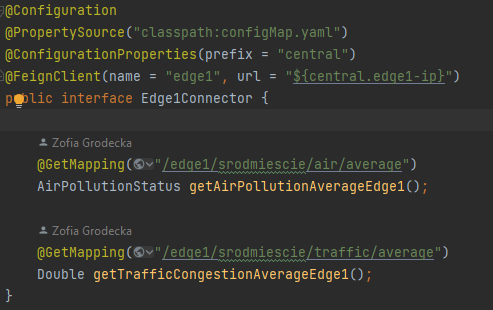 @Configuration
@PropertySource("classpath:configMap.yaml")
@ConfigurationProperties(prefix = "central")
@FeignClient(name = "edge1", url = "${central.edge1-ip}")
public interface Edge1Connector {
Zofia Grodecka
@GetMapping("/edge1/srodmiescie/air/average")
AirPollutionStatus getAirPollutionAverageEdge1();
Zofia Grodecka
@GetMapping("/edge1/srodmiescie/traffic/average")
Double getTrafficCongestionAverageEdge1();
}